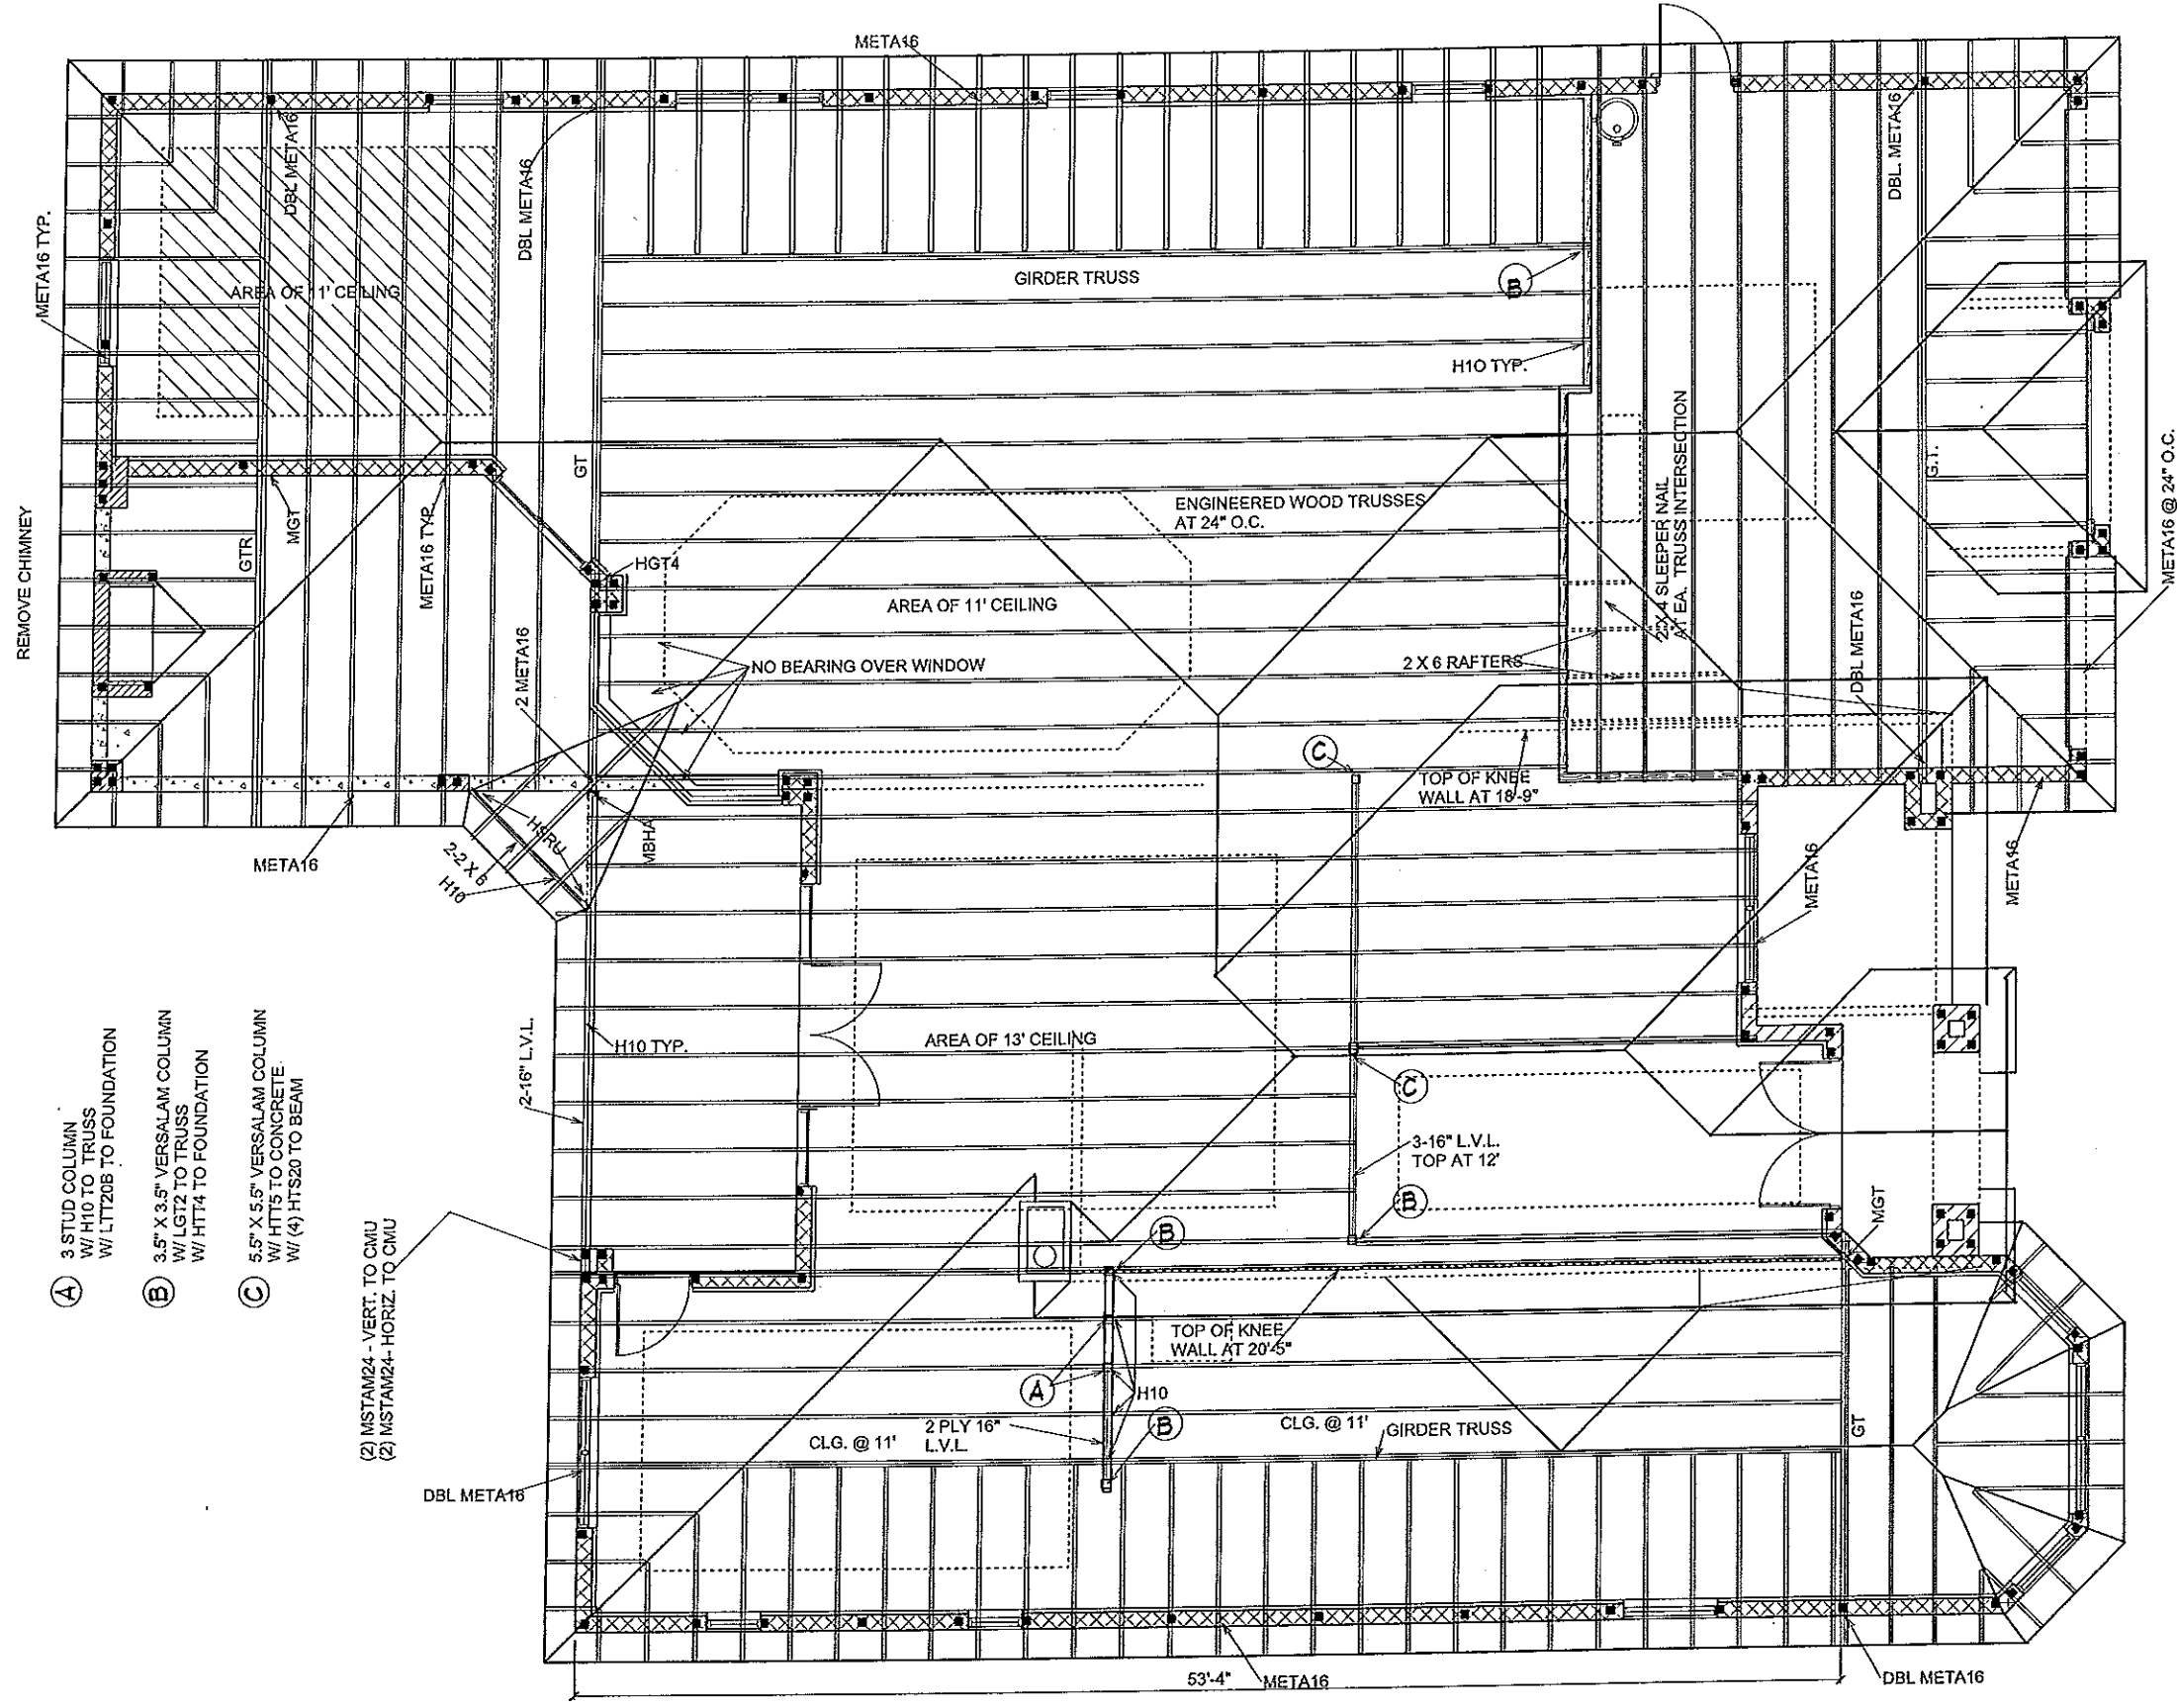 META16
DBL META16
DBL META16
DBL. META16
META16 TYP.
AREA OF 11' CEILING
GIRDER TRUSS
B
H1O TYP.
GT
G.T.
ENGINEERED WOOD TRUSSES
AT 24" O.C.
2 X 4 SLEEPER NAIL
AT EA. TRUSS INTERSECTION
META16 @ 24" O.C.
REMOVE CHIMNEY
GTR
MGT
META16 TYP.
HGT4
AREA OF 11' CEILING
NO BEARING OVER WINDOW
2 X 6 RAFTERS
DBL META16
2 META16
C
TOP OF KNEE
WALL AT 18'-9"
META16
HSRU
MBHA
2-2 X 6
H10
META16
META16
A
3 STUD COLUMN
W/ H10 TO TRUSS
W/ LTT20B TO FOUNDATION
B
3.5" X 3.5" VERSALAM COLUMN
W/ LGT2 TO TRUSS
W/ HTT4 TO FOUNDATION
C
5.5" X 5.5" VERSALAM COLUMN
W/ HTT5 TO CONCRETE
W/ (4) HTS20 TO BEAM
2-16" L.V.L.
H10 TYP.
AREA OF 13' CEILING
C
3-16" L.V.L.
TOP AT 12'
B
B
MGT
(2) MSTAM24 - VERT. TO CMU
(2) MSTAM24- HORIZ. TO CMU
TOP OF KNEE
WALL AT 20'-5"
A
H10
2 PLY 16"
L.V.L.
B
CLG. @ 11'
CLG. @ 11'
GIRDER TRUSS
GT
DBL META16
53'-4"
META16
DBL META16